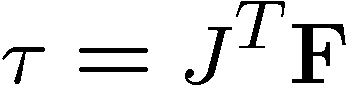 τ = J^T 𝐅